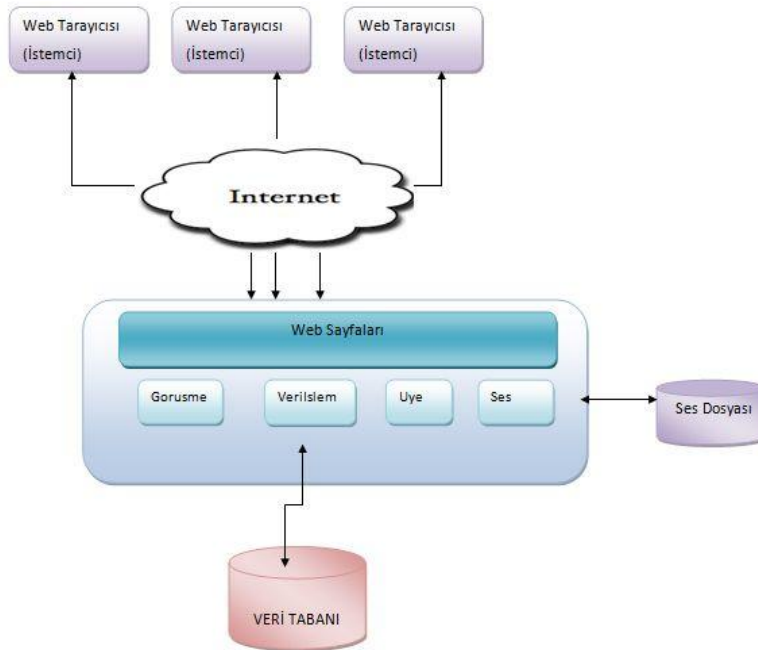 Web Tarayıcısı
(İstemci)
Web Tarayıcısı
(İstemci)
Web Tarayıcısı
(İstemci)
Internet
Web Sayfaları
Gorusme
VeriIslem
Uye
Ses
Ses Dosyası
VERİ TABANI